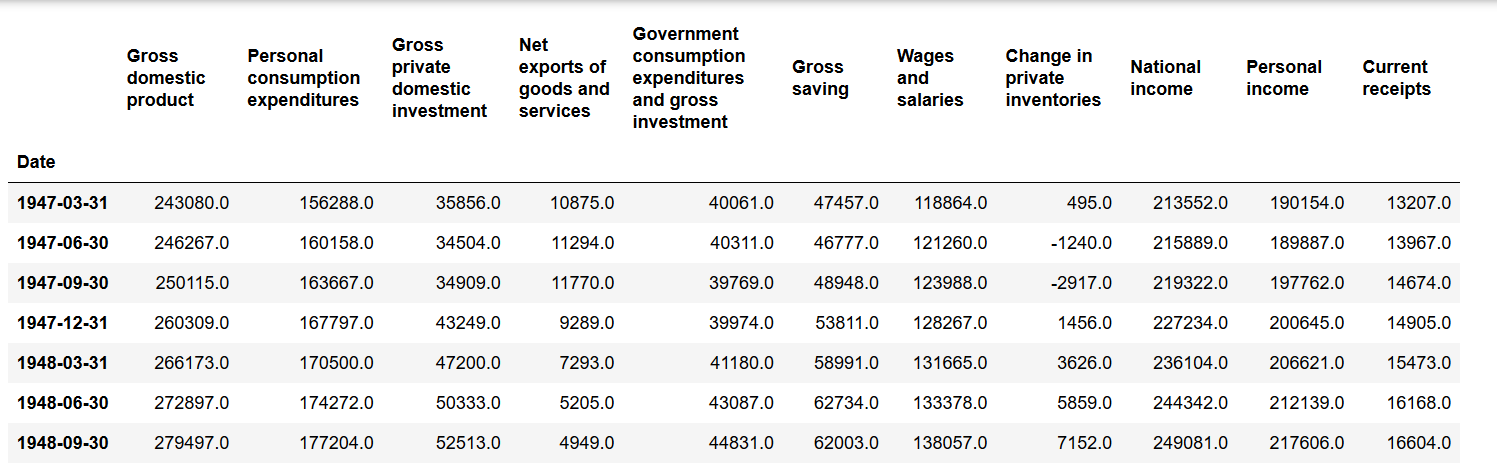 Gross domestic product Personal consumption expenditures Gross private domestic investment Net exports of goods and services Government consumption expenditures and gross investment Gross saving Wages and salaries Change in private inventories National income Personal income Current receipts
Date
1947-03-31 243080.0 156288.0 35856.0 10875.0 40061.0 47457.0 118864.0 495.0 213552.0 190154.0 13207.0
1947-06-30 246267.0 160158.0 34504.0 11294.0 40311.0 46777.0 121260.0 -1240.0 215889.0 189887.0 13967.0
1947-09-30 250115.0 163667.0 34909.0 11770.0 39769.0 48948.0 123988.0 -2917.0 219322.0 197762.0 14674.0
1947-12-31 260309.0 167797.0 43249.0 9289.0 39974.0 53811.0 128267.0 1456.0 227234.0 200645.0 14905.0
1948-03-31 266173.0 170500.0 47200.0 7293.0 41180.0 58991.0 131665.0 3626.0 236104.0 206621.0 15473.0
1948-06-30 272897.0 174272.0 50333.0 5205.0 43087.0 62734.0 133378.0 5859.0 244342.0 212139.0 16168.0
1948-09-30 279497.0 177204.0 52513.0 4949.0 44831.0 62003.0 138057.0 7152.0 249081.0 217606.0 16604.0